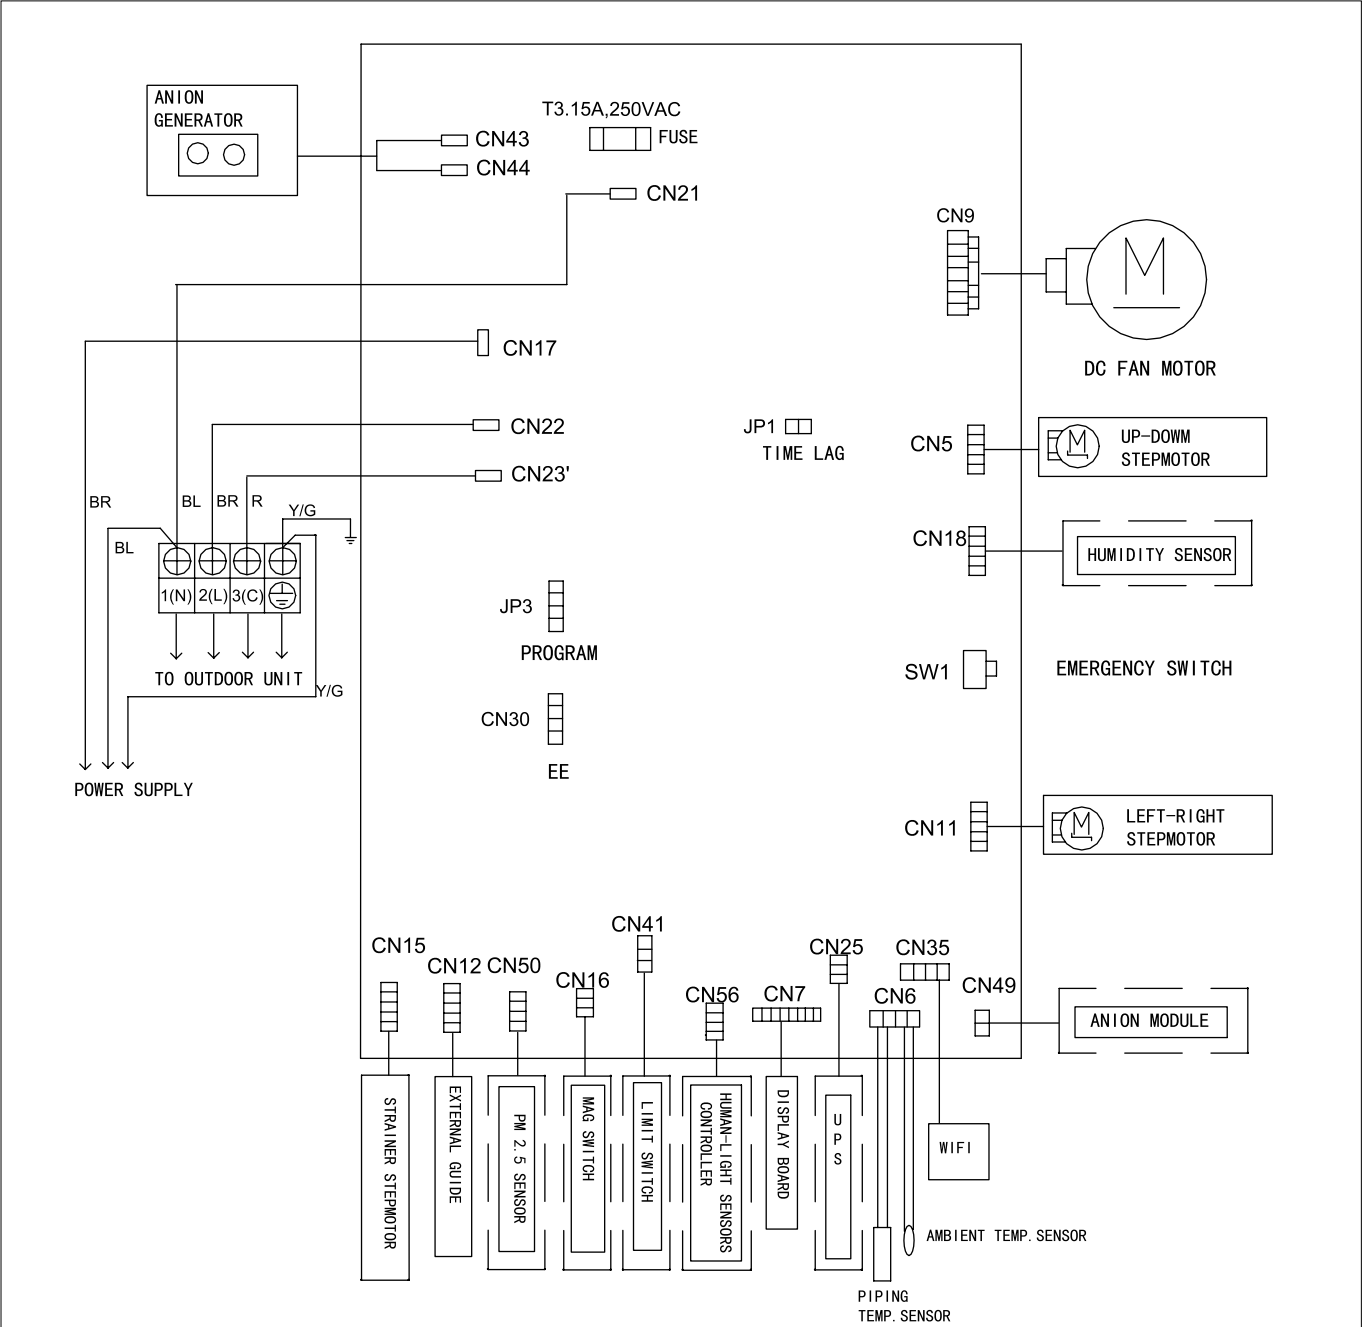 ANION
GENERATOR
T3.15A,250VAC
FUSE
CN43
CN44
CN21
CN9
DC FAN MOTOR
CN17
CN22
CN23'
JP1
TIME LAG
CN5
UP-DOWM
STEPMOTOR
BR
BL
BR
R
Y/G
BL
1(N)
2(L)
3(C)
TO OUTDOOR UNIT
Y/G
POWER SUPPLY
CN18
HUMIDITY SENSOR
JP3
PROGRAM
SW1
EMERGENCY SWITCH
CN30
EE
CN11
LEFT-RIGHT
STEPMOTOR
CN15
CN12
CN50
CN16
CN41
CN56
CN7
CN25
CN35
CN6
CN49
ANION MODULE
STRAINER STEPMOTOR
EXTERNAL GUIDE
PM 2.5 SENSOR
MAG SWITCH
LIMIT SWITCH
HUMAN-LIGHT SENSORS
CONTROLLER
DISPLAY BOARD
UPS
WIFI
AMBIENT TEMP.SENSOR
PIPING
TEMP.SENSOR
M
M
M